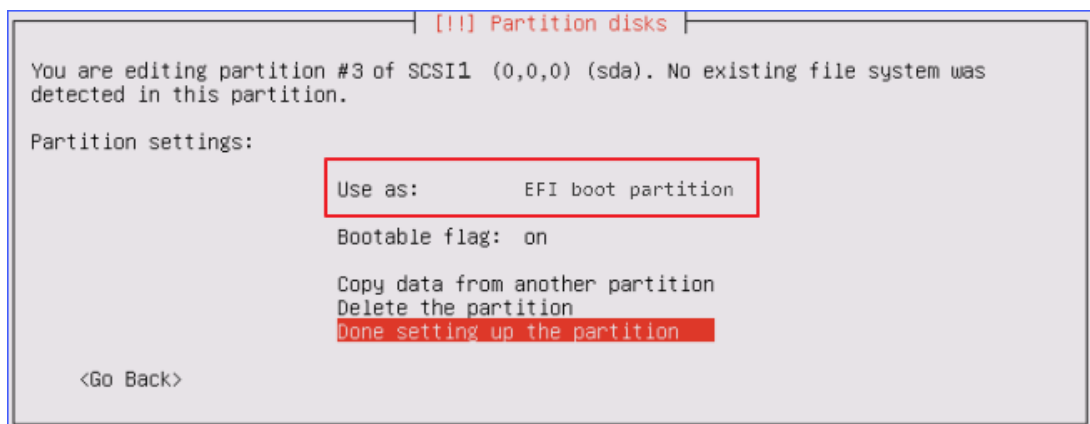 [!!] Partition disks
You are editing partition #3 of SCSI1 (0,0,0) (sda). No existing file system was
detected in this partition.
Partition settings:
Use as: EFI boot partition
Bootable flag: on
Copy data from another partition
Delete the partition
Done setting up the partition
<Go Back>